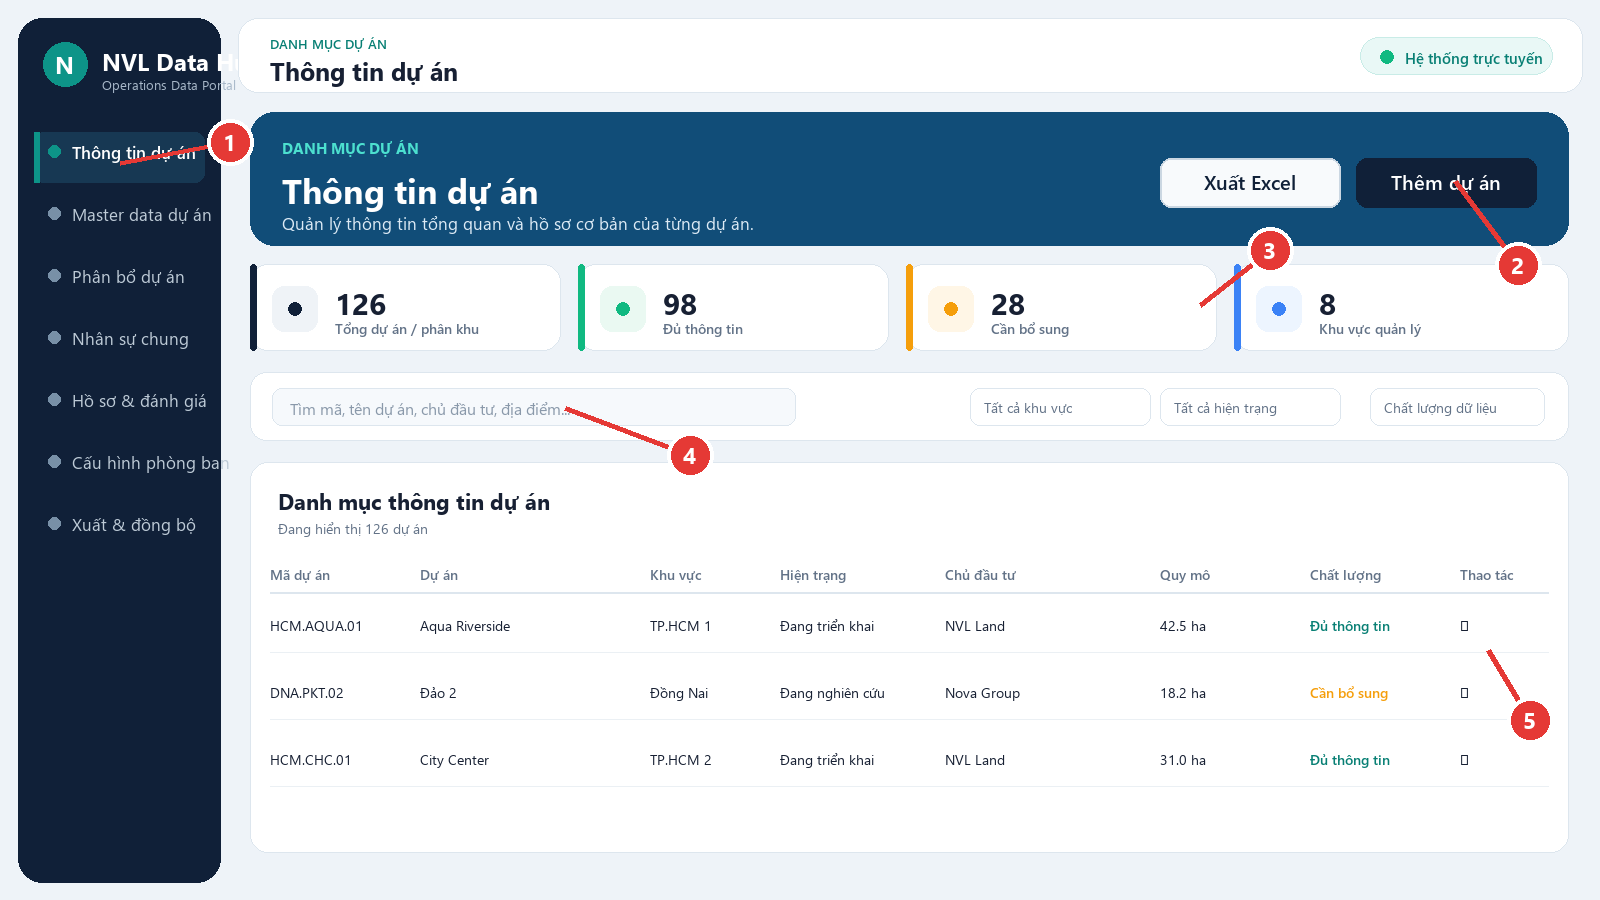 N
NVL Data H
Operations Data Portal
Thông tin dự án
Master data dự án
Phân bổ dự án
Nhân sự chung
Hồ sơ & đánh giá
Cấu hình phòng ban
Xuất & đồng bộ
1
DANH MỤC DỰ ÁN
Thông tin dự án
Hệ thống trực tuyến
DANH MỤC DỰ ÁN
Thông tin dự án
Quản lý thông tin tổng quan và hồ sơ cơ bản của từng dự án.
Xuất Excel
Thêm dự án
2
3
126
Tổng dự án / phân khu
98
Đủ thông tin
28
Cần bổ sung
8
Khu vực quản lý
Tìm mã, tên dự án, chủ đầu tư, địa điểm...
Tất cả khu vực
Tất cả hiện trạng
Chất lượng dữ liệu
4
Danh mục thông tin dự án
Đang hiển thị 126 dự án
Mã dự án Dự án Khu vực Hiện trạng Chủ đầu tư Quy mô Chất lượng Thao tác
HCM.AQUA.01 Aqua Riverside TP.HCM 1 Đang triển khai NVL Land 42.5 ha Đủ thông tin
DNA.PKT.02 Đảo 2 Đồng Nai Đang nghiên cứu Nova Group 18.2 ha Cần bổ sung
5
HCM.CHC.01 City Center TP.HCM 2 Đang triển khai NVL Land 31.0 ha Đủ thông tin